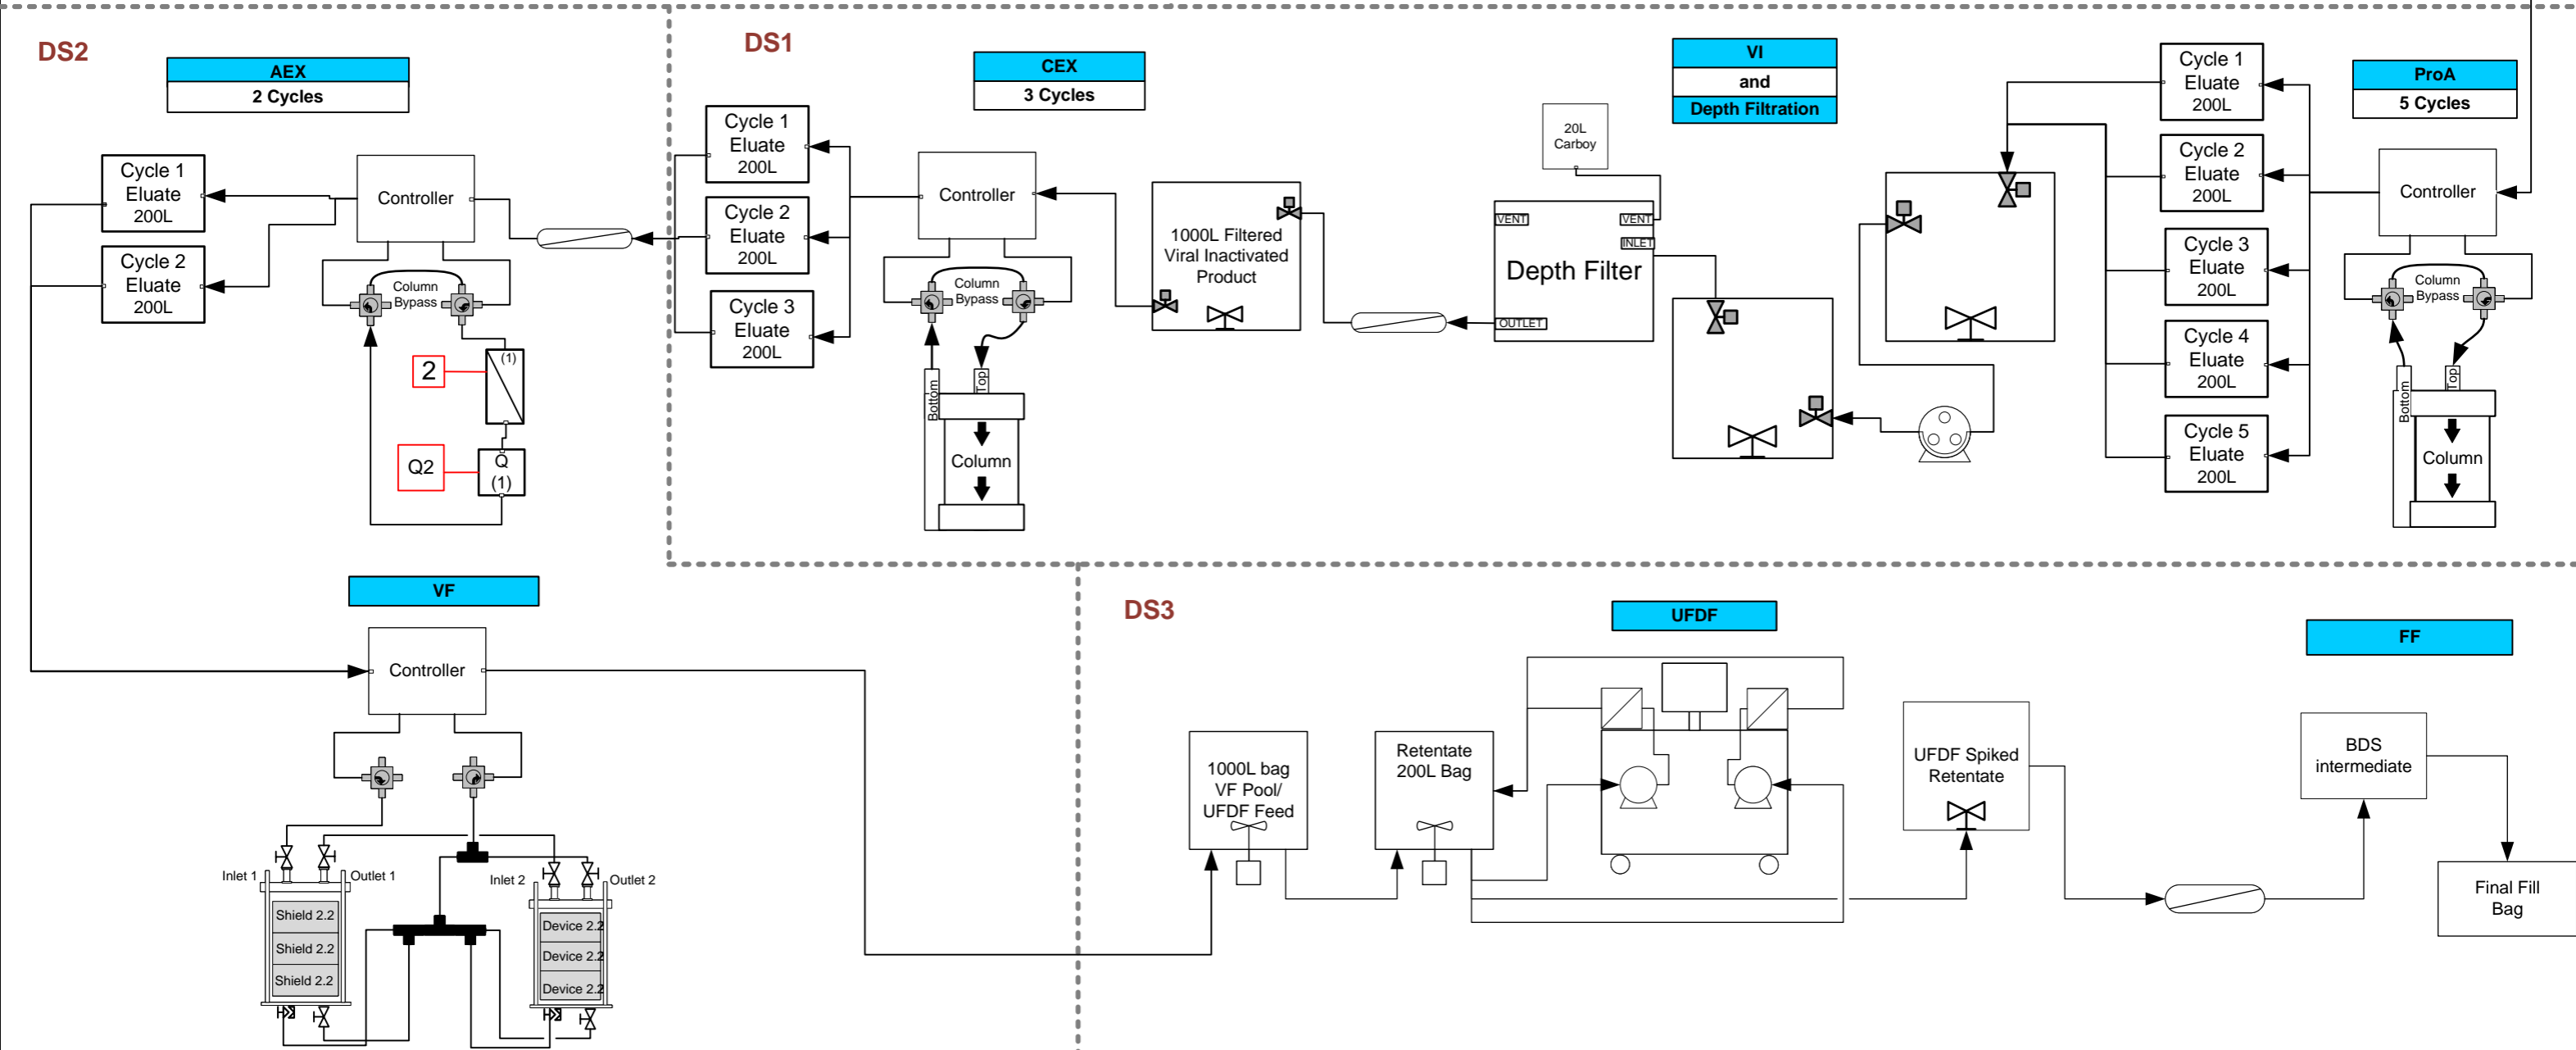 DS2
AEX
2 Cycles
Cycle 1
Eluate
200L
Cycle 2
Eluate
200L
Controller
Column
Bypass
2
(1)
Q2
Q
(1)
DS1
CEX
3 Cycles
Cycle 1
Eluate
200L
Cycle 2
Eluate
200L
Cycle 3
Eluate
200L
Controller
Column
Bypass
Bottom
Top
Column
1000L Filtered
Viral Inactivated
Product
VI
and
Depth Filtration
20L
Carboy
VENT
VENT
INLET
Depth Filter
OUTLET
Cycle 1
Eluate
200L
Cycle 2
Eluate
200L
Cycle 3
Eluate
200L
Cycle 4
Eluate
200L
Cycle 5
Eluate
200L
ProA
5 Cycles
Controller
Column
Bypass
Bottom
Top
Column
VF
Controller
Inlet 1
Outlet 1
Shield 2.2
Shield 2.2
Shield 2.2
Inlet 2
Outlet 2
Device 2.2
Device 2.2
Device 2.2
DS3
UFDF
1000L bag
VF Pool/
UFDF Feed
Retentate
200L Bag
UFDF Spiked
Retentate
FF
BDS
intermediate
Final Fill
Bag